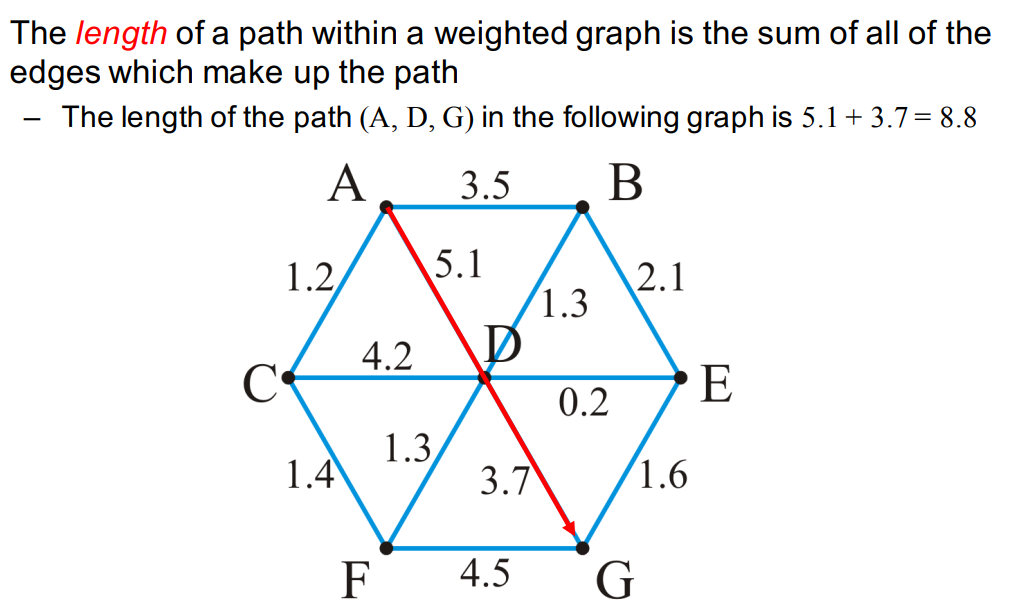 The length of a path within a weighted graph is the sum of all of the
edges which make up the path
– The length of the path (A, D, G) in the following graph is 5.1 + 3.7 = 8.8
A 3.5 B
1.2 5.1 2.1
1.3
4.2 D
C E
0.2
1.3
1.4 3.7 1.6
F 4.5 G